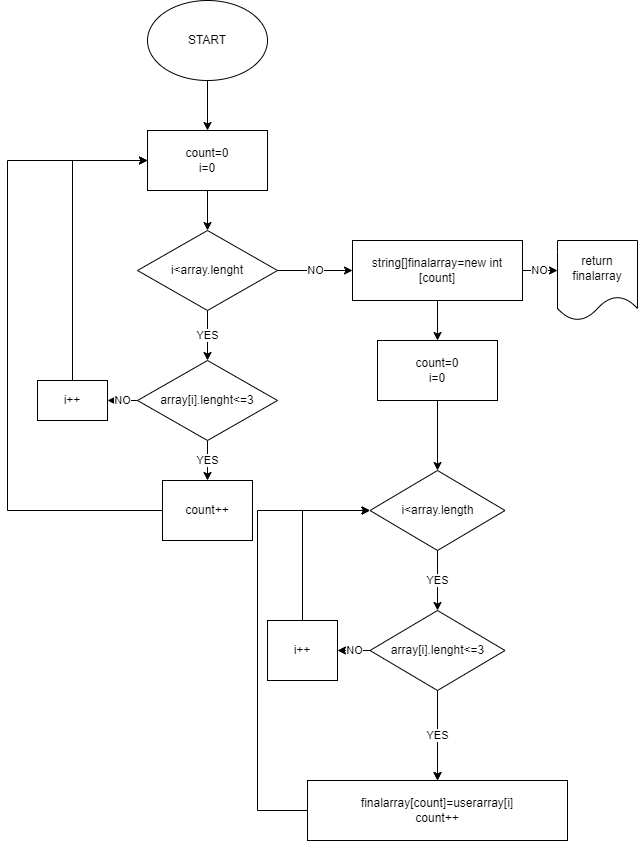 START
count=0
i=0
i<array.lenght
NO
string[]finalarray=new int
[count]
NO
return
finalarray
YES
count=0
i=0
i++
NO
array[i].lenght<=3
YES
count++
i<array.length
YES
i++
NO
array[i].lenght<=3
YES
finalarray[count]=userarray[i]
count++